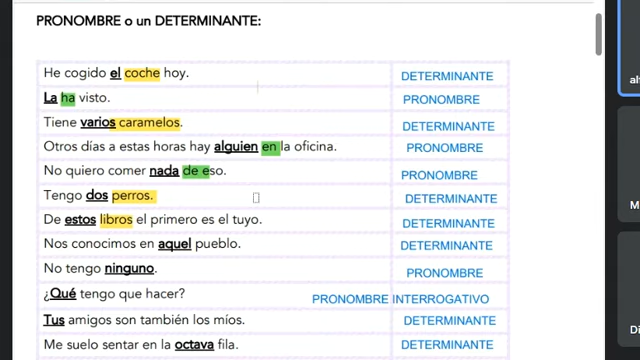 PRONOMBRE o un DETERMINANTE:
He cogido el coche hoy. DETERMINANTE
La ha visto. PRONOMBRE
Tiene varios caramelos. DETERMINANTE
Otros días a estas horas hay alguien en la oficina. PRONOMBRE
No quiero comer nada de eso. PRONOMBRE
Tengo dos perros. DETERMINANTE
De estos libros el primero es el tuyo. DETERMINANTE
Nos conocimos en aquel pueblo. DETERMINANTE
No tengo ninguno. PRONOMBRE
¿Qué tengo que hacer? PRONOMBRE INTERROGATIVO
Tus amigos son también los míos. DETERMINANTE
Me suelo sentar en la octava fila. DETERMINANTE
M